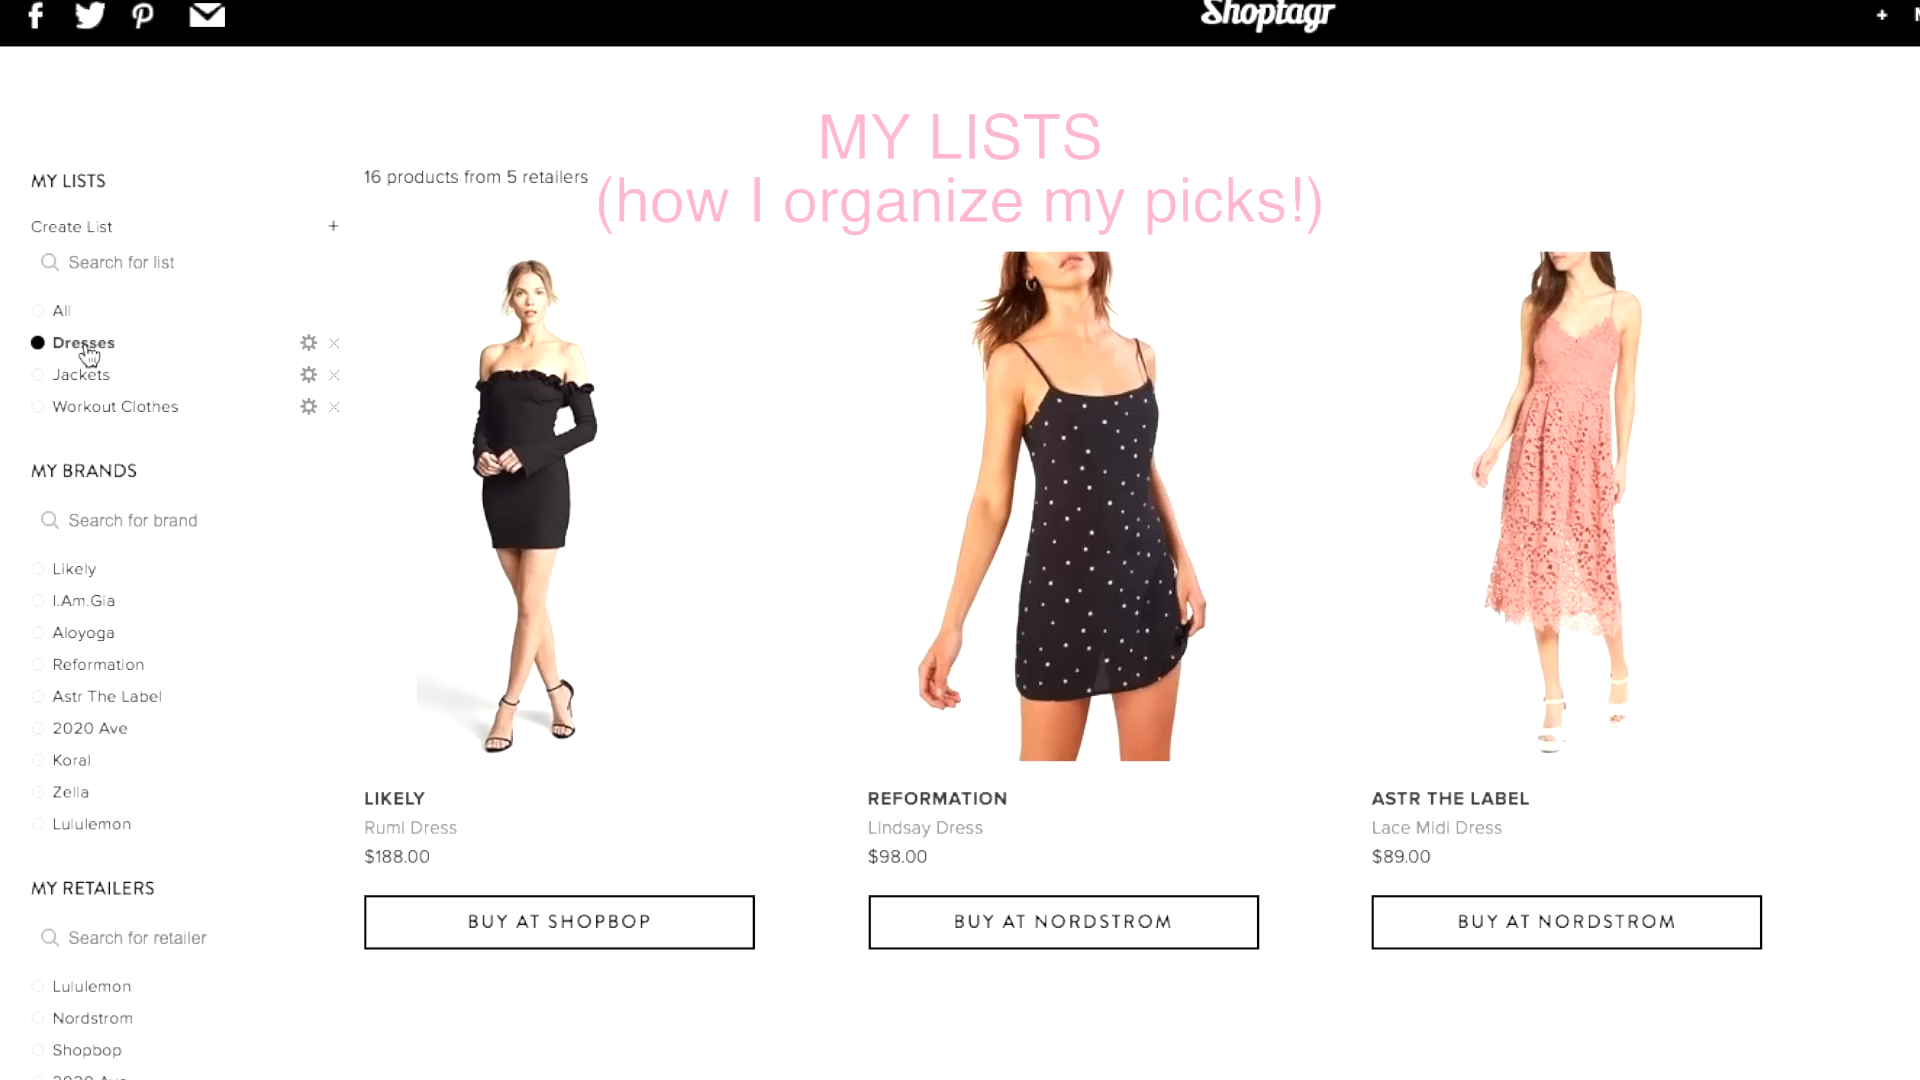 Shoptagr
+
MY LISTS
(how I organize my picks!)
MY LISTS
16 products from 5 retailers
Create List +
Search for list
All
Dresses
Jackets
Workout Clothes
MY BRANDS
Search for brand
Likely
I.Am.Gia
Aloyoga
Reformation
Astr The Label
2020 Ave
Koral
Zella
Lululemon
MY RETAILERS
Search for retailer
Lululemon
Nordstrom
Shopbop
2020 Ave
LIKELY
Rumi Dress
$188.00
BUY AT SHOPBOP
REFORMATION
Lindsay Dress
$98.00
BUY AT NORDSTROM
ASTR THE LABEL
Lace Midi Dress
$89.00
BUY AT NORDSTROM